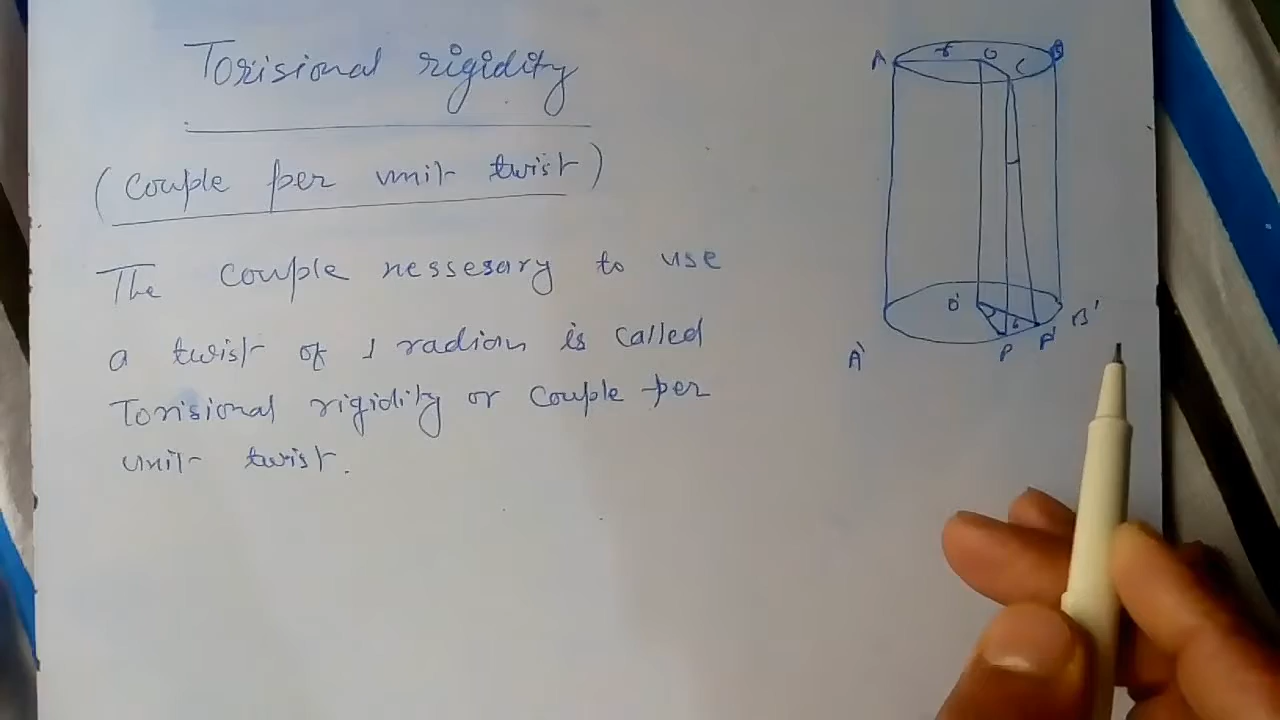 Torisional rigidity
(Couple per unit twist)
The couple nessesary to use
a twist of 1 radian is called
Torisional rigidity or couple per
unit twist.
A r O C B
O'
A' P P' B'